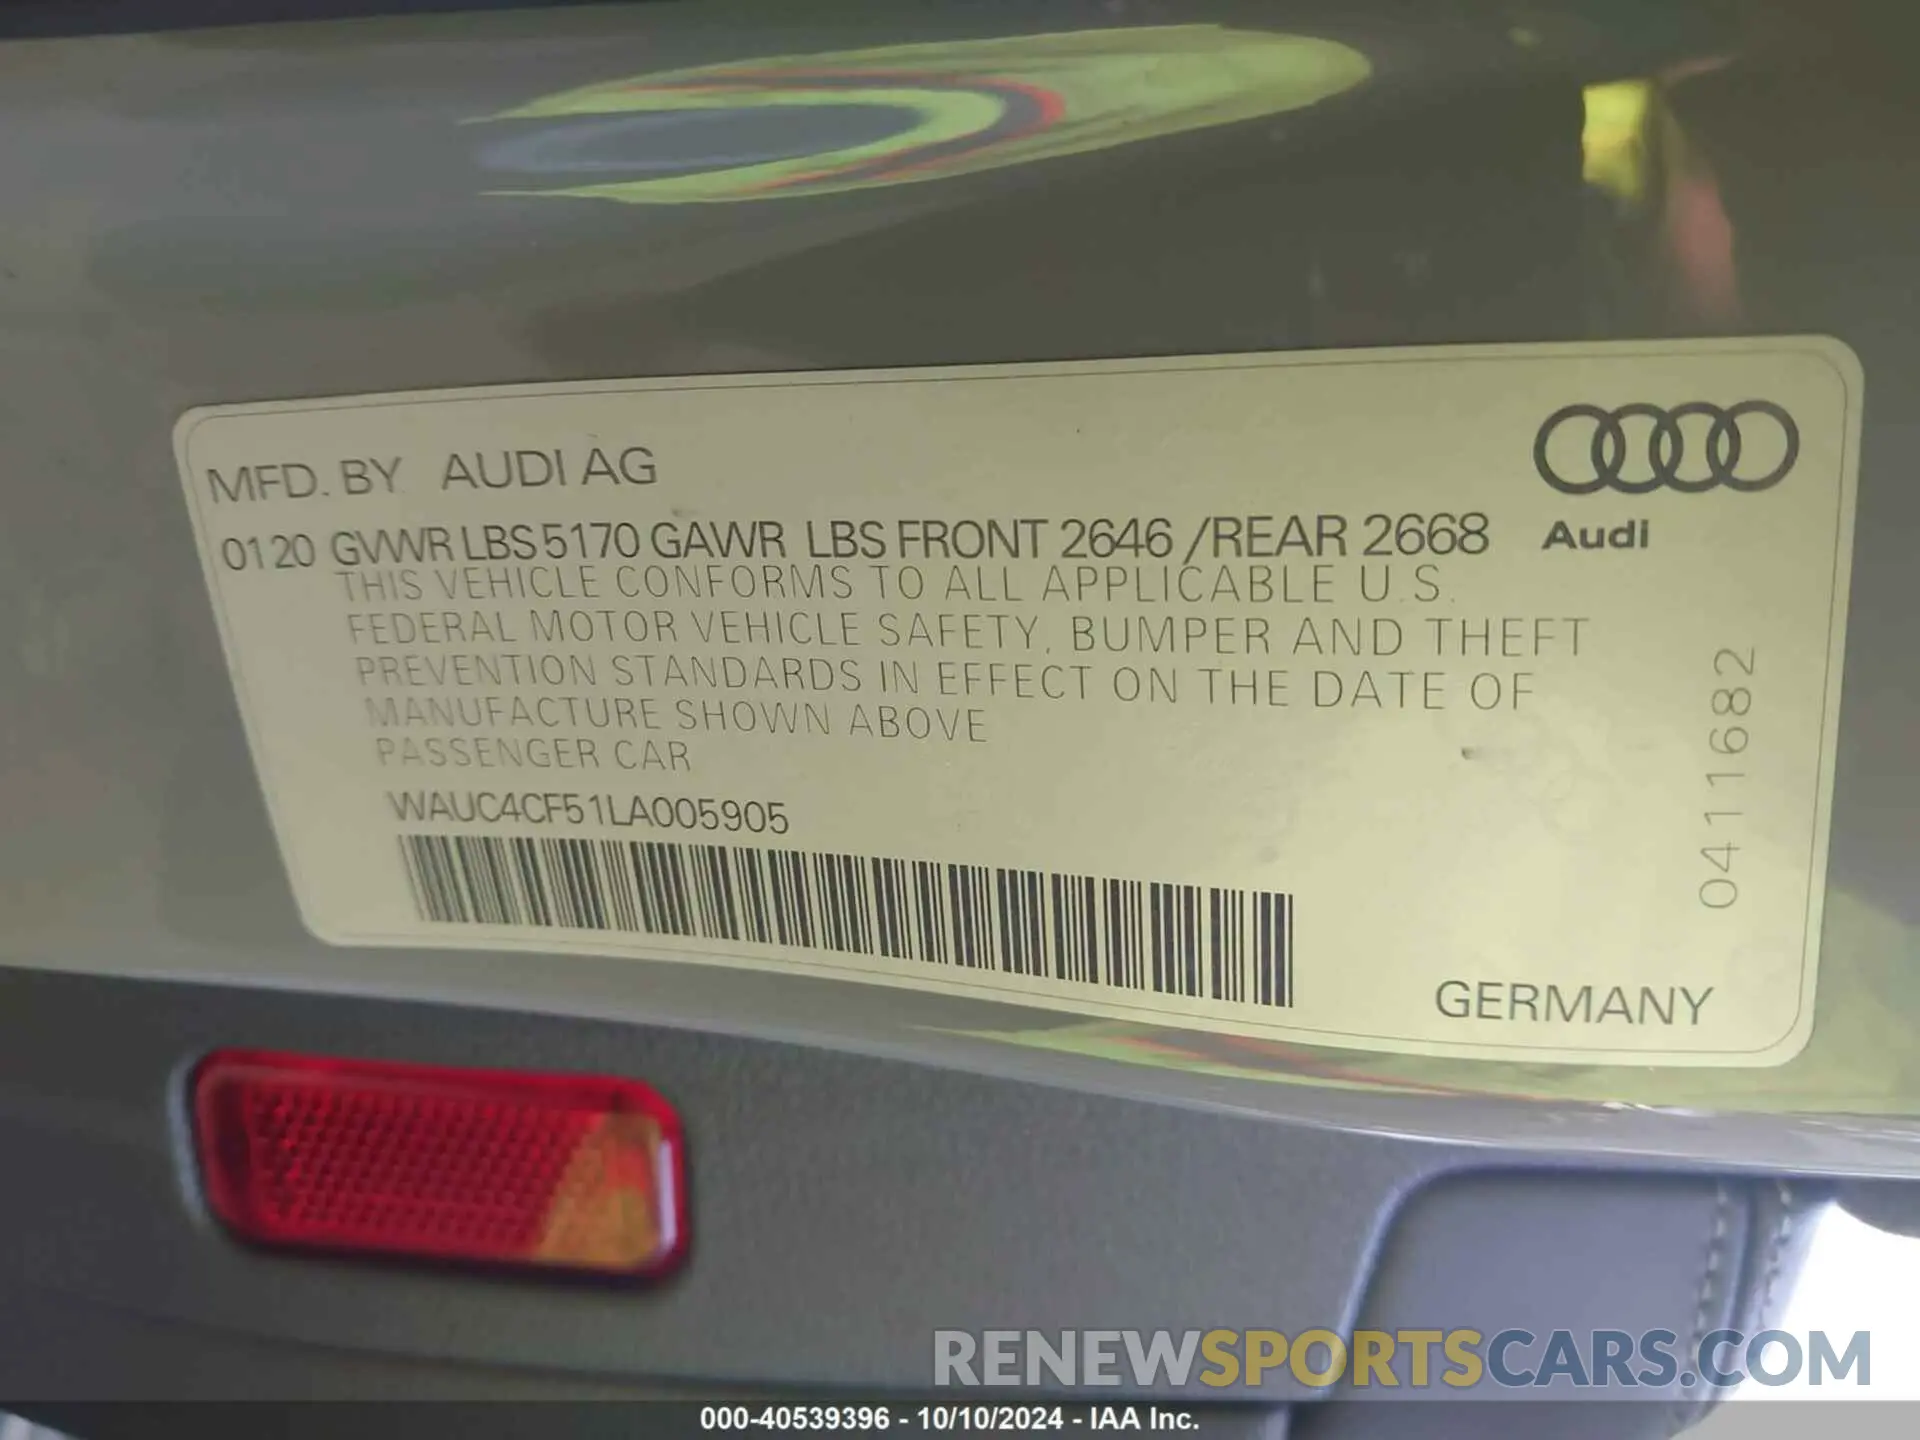 MFD. BY AUDI AG
0120 GVWR LBS 5170 GAWR LBS FRONT 2646 /REAR 2668
Audi
THIS VEHICLE CONFORMS TO ALL APPLICABLE U.S.
FEDERAL MOTOR VEHICLE SAFETY, BUMPER AND THEFT
PREVENTION STANDARDS IN EFFECT ON THE DATE OF
MANUFACTURE SHOWN ABOVE
PASSENGER CAR
WAUC4CF51LA005905
0411682
GERMANY
RENEWSPORTSCARS.COM
000-40539396 - 10/10/2024 - IAA Inc.